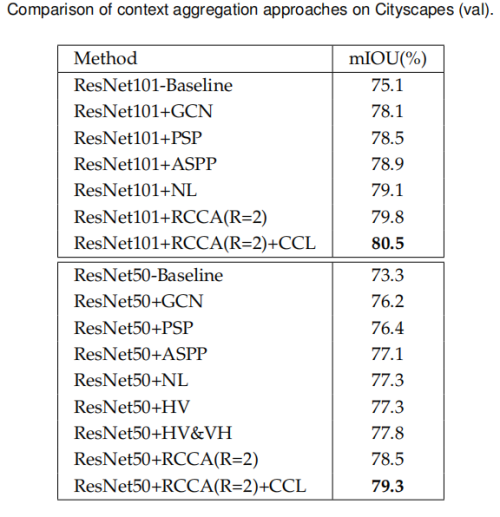 Comparison of context aggregation approaches on Cityscapes (val).
Method mIOU(%)
ResNet101-Baseline 75.1
ResNet101+GCN 78.1
ResNet101+PSP 78.5
ResNet101+ASPP 78.9
ResNet101+NL 79.1
ResNet101+RCCA(R=2) 79.8
ResNet101+RCCA(R=2)+CCL 80.5
ResNet50-Baseline 73.3
ResNet50+GCN 76.2
ResNet50+PSP 76.4
ResNet50+ASPP 77.1
ResNet50+NL 77.3
ResNet50+HV 77.3
ResNet50+HV&VH 77.8
ResNet50+RCCA(R=2) 78.5
ResNet50+RCCA(R=2)+CCL 79.3